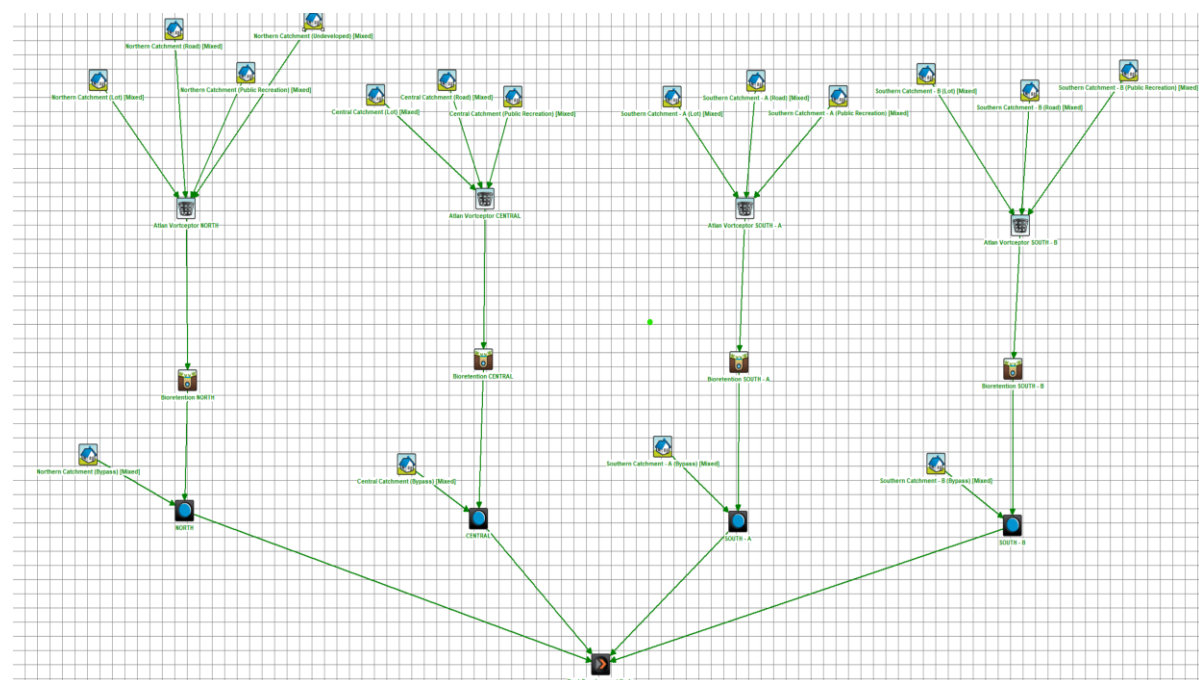 Northern Catchment (Undeveloped) [Mixed]
Northern Catchment (Road) [Mixed]
Northern Catchment (Lot) [Mixed]
Northern Catchment (Public Recreation) [Mixed]
Central Catchment (Road) [Mixed]
Central Catchment (Lot) [Mixed]
Central Catchment (Public Recreation) [Mixed]
Southern Catchment - A (Road) [Mixed]
Southern Catchment - A (Lot) [Mixed]
Southern Catchment - A (Public Recreation) [Mixed]
Southern Catchment - B (Lot) [Mixed]
Southern Catchment - B (Public Recreation) [Mixed]
Southern Catchment - B (Road) [Mixed]
Atlan Vortceptor NORTH
Atlan Vortceptor CENTRAL
Atlan Vortceptor SOUTH - A
Atlan Vortceptor SOUTH - B
Bioretention NORTH
Bioretention CENTRAL
Bioretention SOUTH - A
Bioretention SOUTH - B
Northern Catchment (Bypass) [Mixed]
Central Catchment (Bypass) [Mixed]
Southern Catchment - A (Bypass) [Mixed]
Southern Catchment - B (Bypass) [Mixed]
NORTH
CENTRAL
SOUTH - A
SOUTH - B